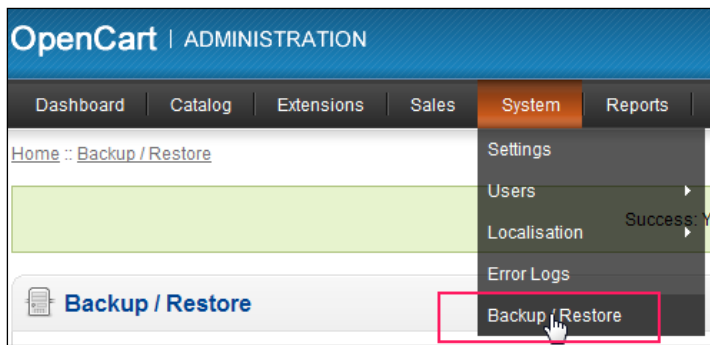 OpenCart | ADMINISTRATION
Dashboard Catalog Extensions Sales System Reports
Home :: Backup / Restore
Settings
Users
Success: Y
Localisation
Error Logs
Backup / Restore
Backup / Restore